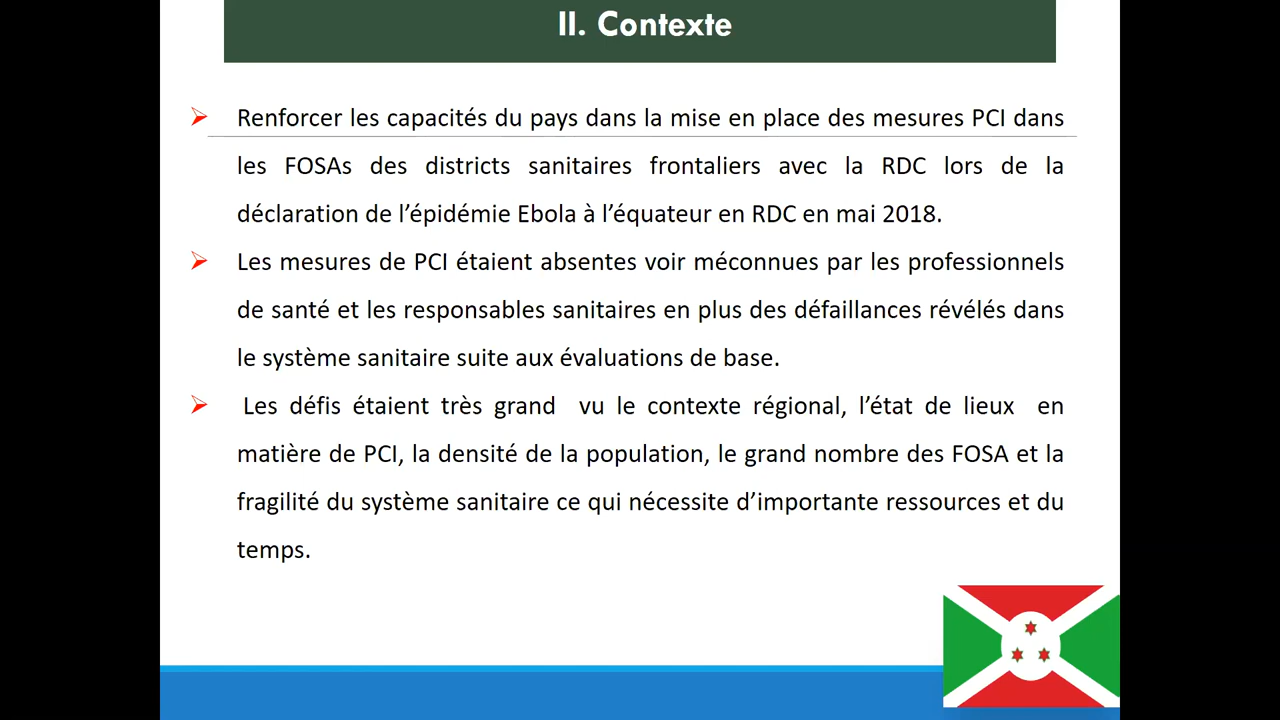 II. Contexte
Renforcer les capacités du pays dans la mise en place des mesures PCI dans
les FOSAs des districts sanitaires frontaliers avec la RDC lors de la
déclaration de l’épidémie Ebola à l’équateur en RDC en mai 2018.
Les mesures de PCI étaient absentes voir méconnues par les professionnels
de santé et les responsables sanitaires en plus des défaillances révélés dans
le système sanitaire suite aux évaluations de base.
Les défis étaient très grand vu le contexte régional, l’état de lieux en
matière de PCI, la densité de la population, le grand nombre des FOSA et la
fragilité du système sanitaire ce qui nécessite d’importante ressources et du
temps.